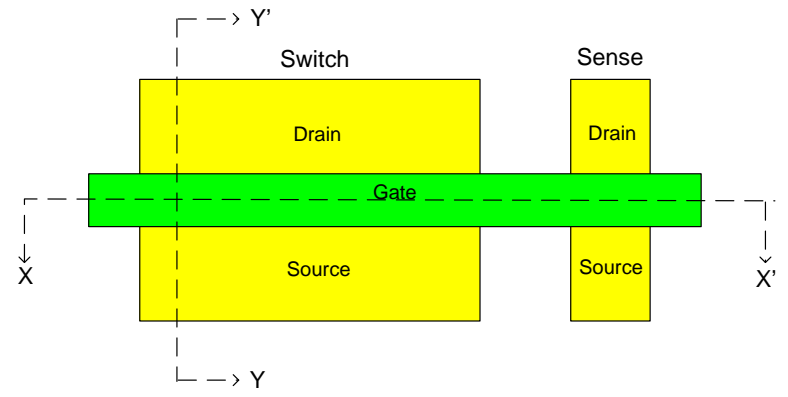 Y’
Switch
Sense
Drain
Drain
Gate
X
Source
Source
X’
Y